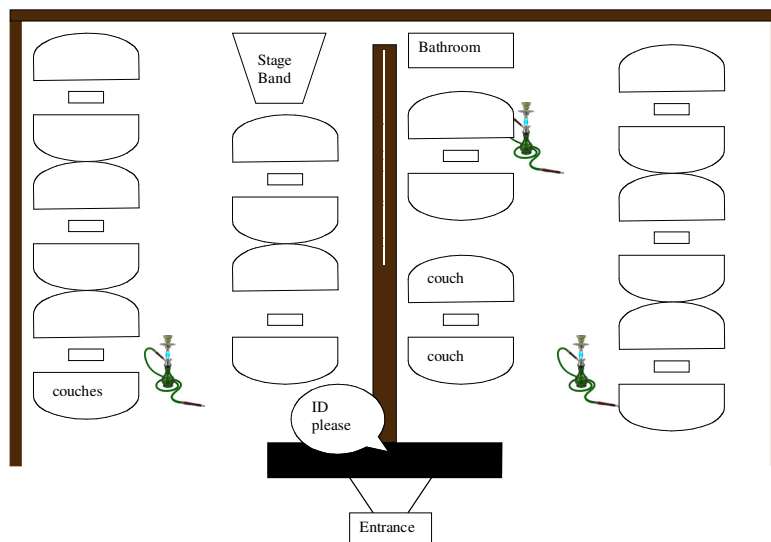 Stage
Band
Bathroom
couch
couch
couches
ID
please
Entrance